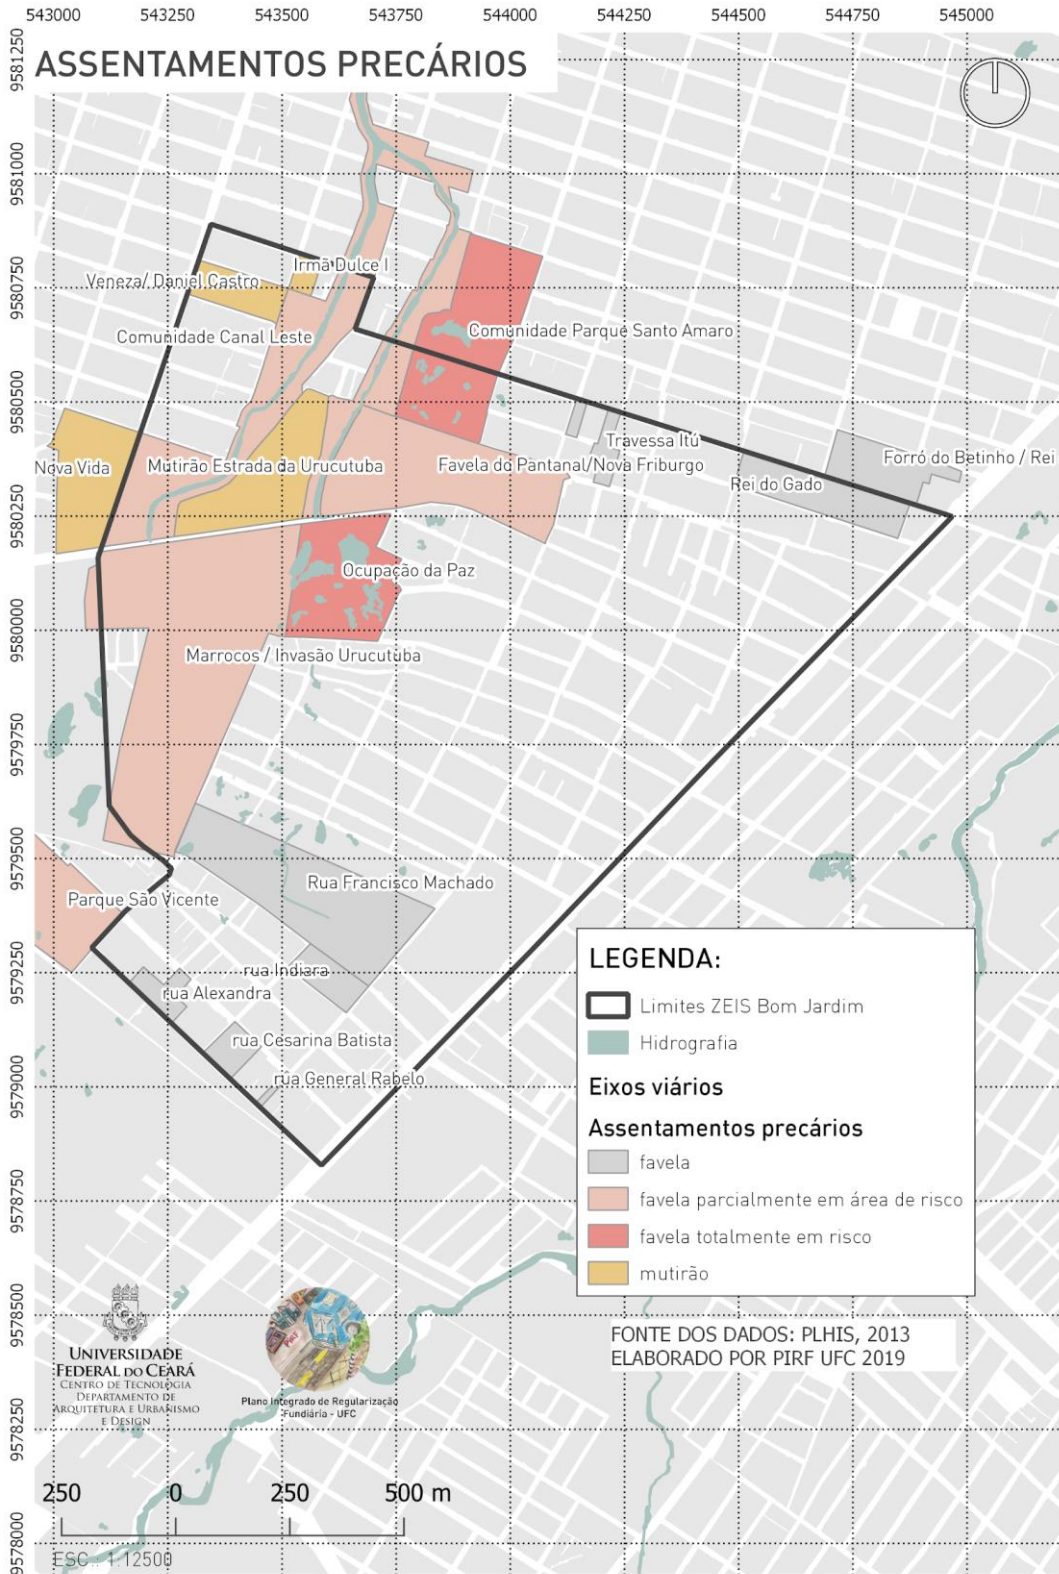 543000 543250 543500 543750 544000 544250 544500 544750 545000
9581250
ASSENTAMENTOS PRECÁRIOS
9581000
Irmã Dulce I
Veneza/ Daniel Castro
9580750
Comunidade Parque Santo Amaro
Comunidade Canal Leste
9580500
Travessa Itú
Forró do Betinho / Rei
Nova Vida
Mutirão Estrada da Urucutuba
Favela do Pantanal/Nova Friburgo
Rei do Gado
9580250
Ocupação da Paz
9580000
Marrocos / Invasão Urucutuba
9579750
9579500
Rua Francisco Machado
Parque São Vicente
9579250
rua Indiara
rua Alexandra
rua Cesarina Batista
rua General Rabelo
9579000
LEGENDA:
Limites ZEIS Bom Jardim
Hidrografia
Eixos viários
Assentamentos precários
favela
favela parcialmente em área de risco
favela totalmente em risco
mutirão
9578750
9578500
FONTE DOS DADOS: PLHIS, 2013
ELABORADO POR PIRF UFC 2019
UNIVERSIDADE
FEDERAL DO CEARÁ
CENTRO DE TECNOLOGIA
DEPARTAMENTO DE
ARQUITETURA E URBANISMO
E DESIGN
Plano Integrado de Regularização
Fundiária - UFC
9578250
250 0 250 500 m
9578000
ESC.: 1:12500